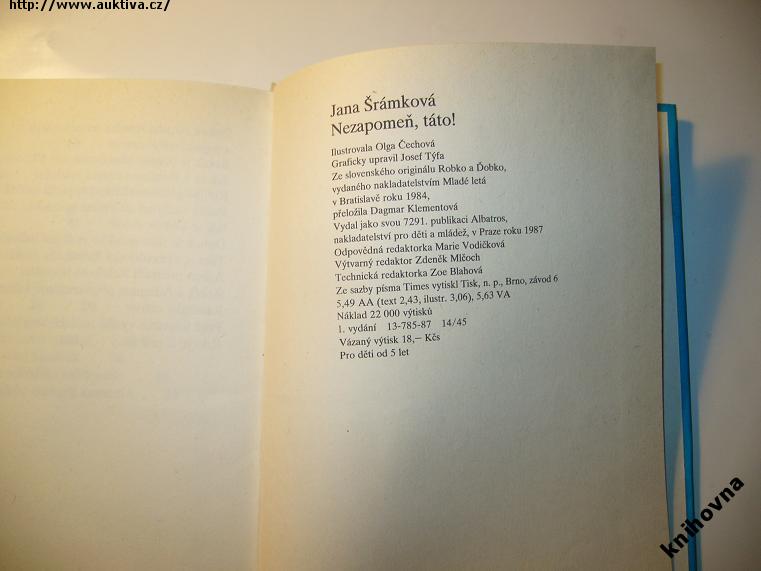 http://www.auktiva.cz/
Jana Šrámková
Nezapomeň, táto!
Ilustrovala Olga Čechová
Graficky upravil Josef Týfa
Ze slovenského originálu Robko a Ďobko,
vydaného nakladatelstvím Mladé letá
v Bratislavě roku 1984,
přeložila Dagmar Klementová
Vydal jako svou 7291. publikaci Albatros,
nakladatelství pro děti a mládež, v Praze roku 1987
Odpovědná redaktorka Marie Vodičková
Výtvarný redaktor Zdeněk Mlčoch
Technická redaktorka Zoe Blahová
Ze sazby písma Times vytiskl Tisk, n. p., Brno, závod 6
5,49 AA (text 2,43, ilustr. 3,06), 5,63 VA
Náklad 22 000 výtisků
1. vydání 13-785-87 14/45
Vázaný výtisk 18,– Kčs
Pro děti od 5 let
knihovna